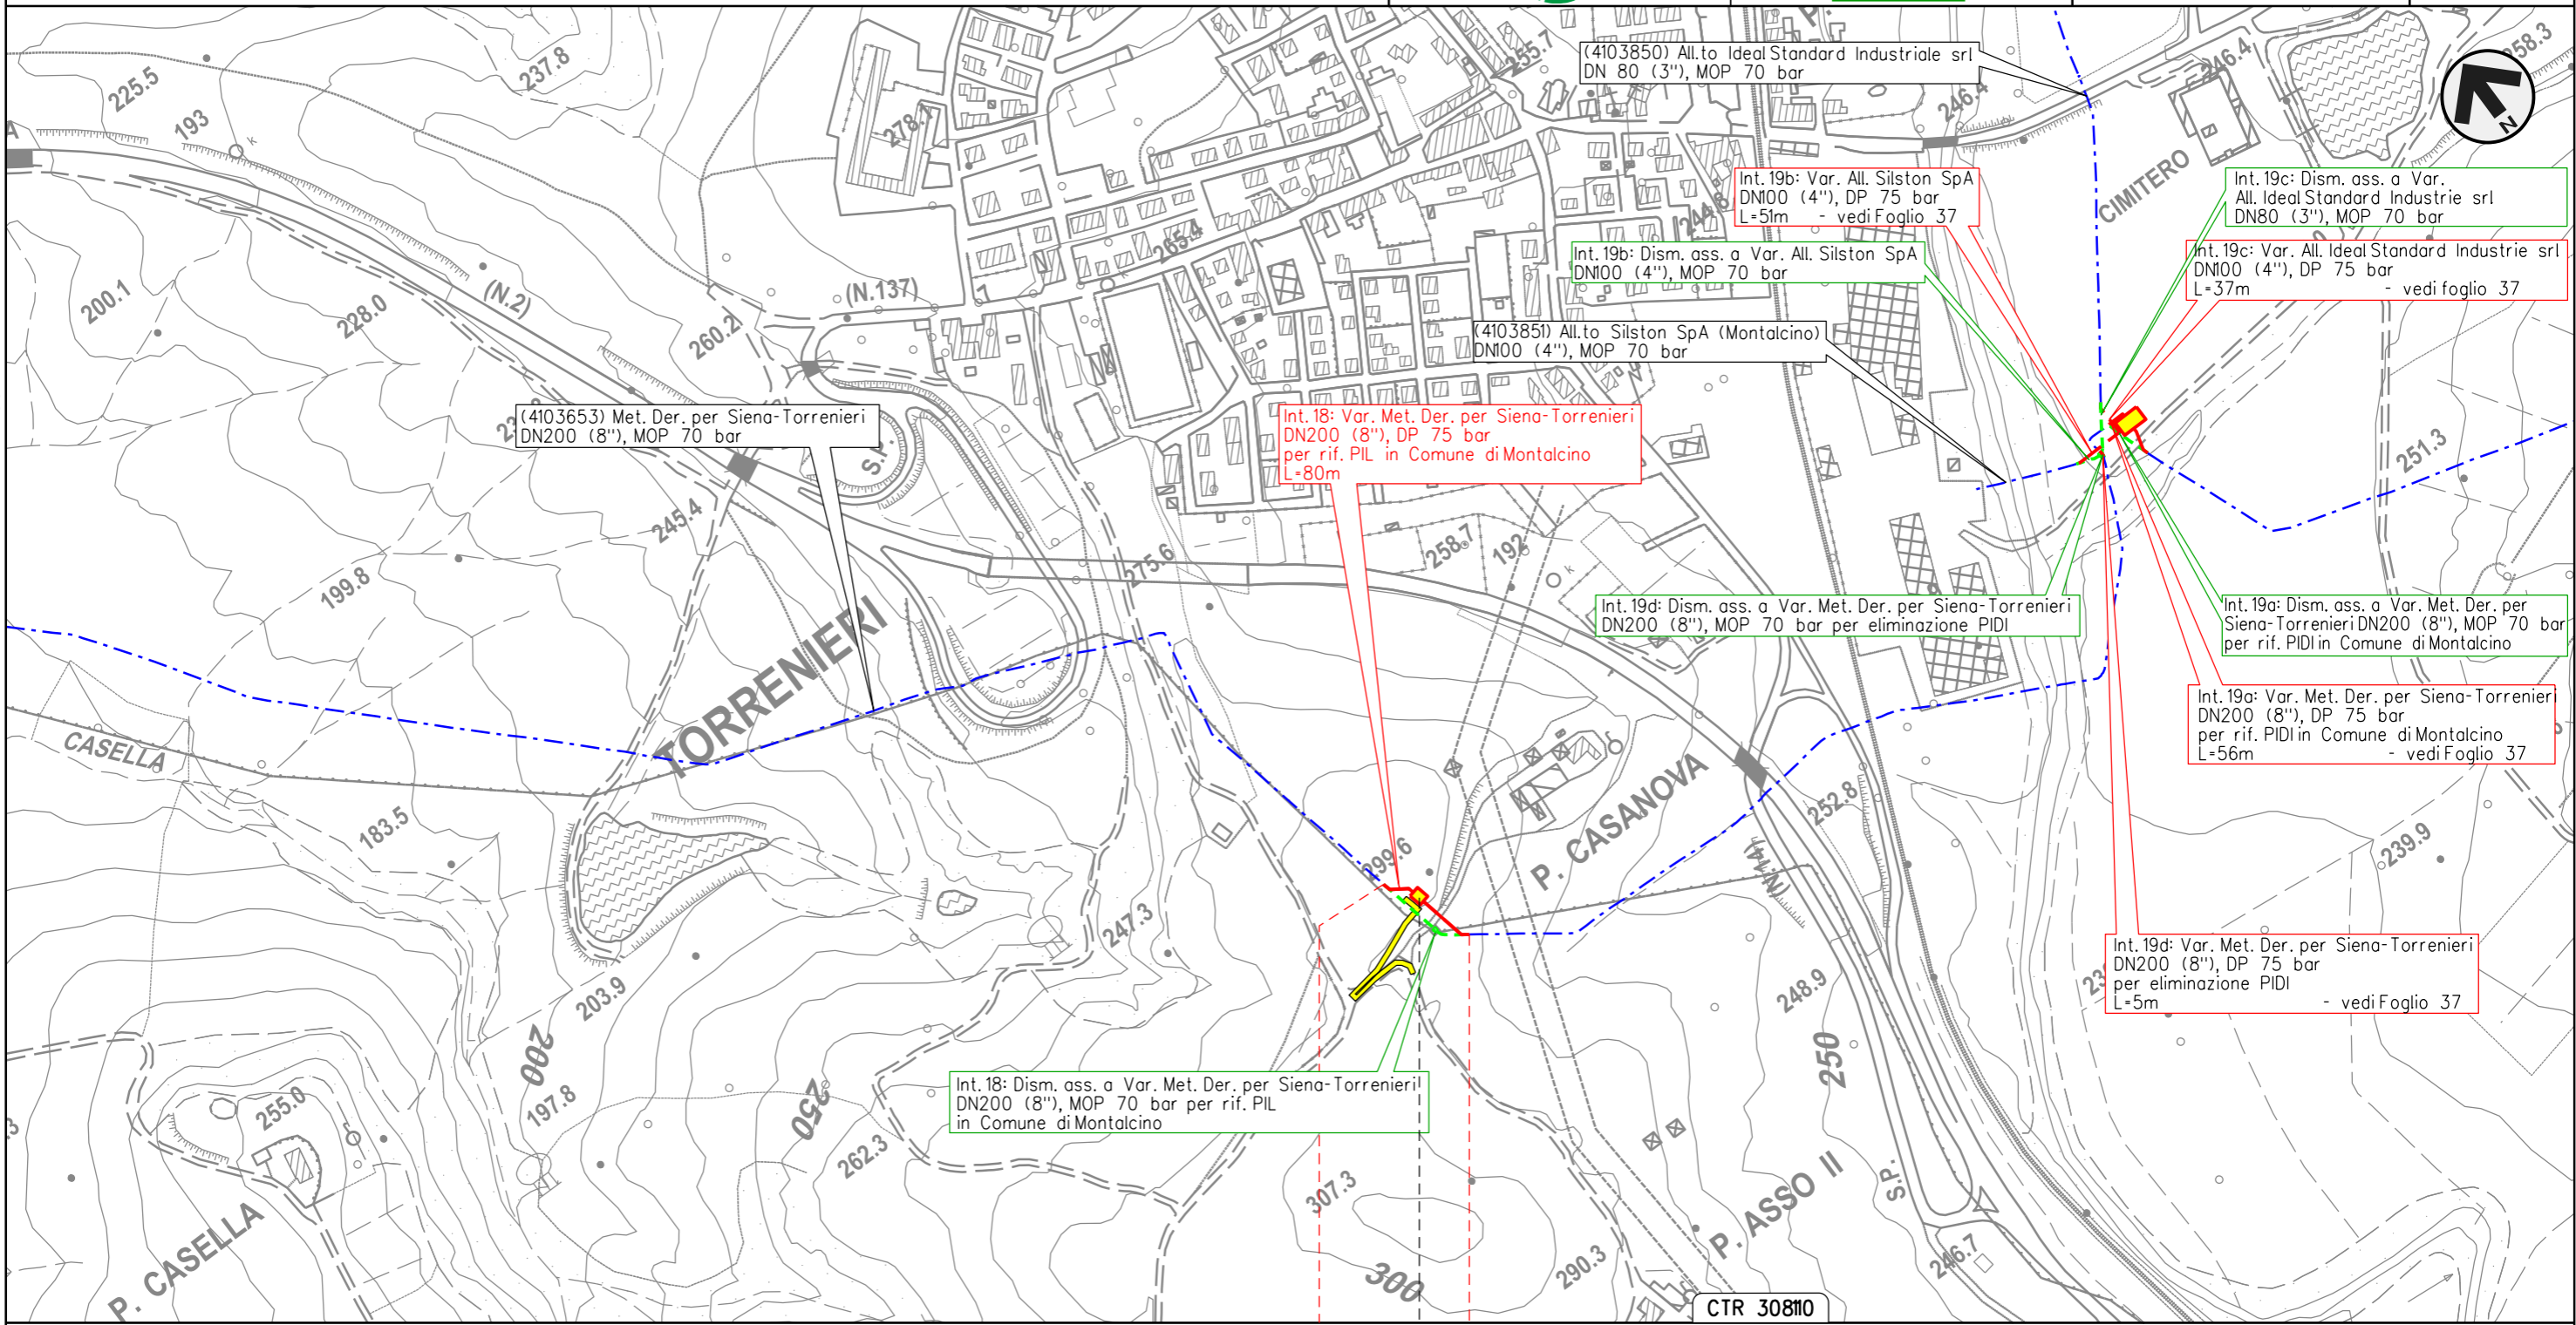 (4103850) All.to Ideal Standard Industriale srl
DN 80 (3"), MOP 70 bar
N
Int. 19b: Var. All. Silston SpA
DN100 (4"), DP 75 bar
L=51m - vedi Foglio 37
Int. 19c: Dism. ass. a Var.
All. Ideal Standard Industrie srl
DN80 (3"), MOP 70 bar
Int. 19b: Dism. ass. a Var. All. Silston SpA
DN100 (4"), MOP 70 bar
Int. 19c: Var. All. Ideal Standard Industrie srl
DN100 (4"), DP 75 bar
L=37m - vedi foglio 37
(4103851) All.to Silston SpA (Montalcino)
DN100 (4"), MOP 70 bar
(4103653) Met. Der. per Siena-Torrenieri
DN200 (8"), MOP 70 bar
Int. 18: Var. Met. Der. per Siena-Torrenieri
DN200 (8"), DP 75 bar
per rif. PIL in Comune di Montalcino
L=80m
Int. 19d: Dism. ass. a Var. Met. Der. per Siena-Torrenieri
DN200 (8"), MOP 70 bar per eliminazione PIDI
Int. 19a: Dism. ass. a Var. Met. Der. per
Siena-Torrenieri DN200 (8"), MOP 70 bar
per rif. PIDI in Comune di Montalcino
Int. 19a: Var. Met. Der. per Siena-Torrenieri
DN200 (8"), DP 75 bar
per rif. PIDI in Comune di Montalcino
L=56m - vedi Foglio 37
Int. 19d: Var. Met. Der. per Siena-Torrenieri
DN200 (8"), DP 75 bar
per eliminazione PIDI
L=5m - vedi Foglio 37
Int. 18: Dism. ass. a Var. Met. Der. per Siena-Torrenieri
DN200 (8"), MOP 70 bar per rif. PIL
in Comune di Montalcino
225.5
193
237.8
278.1
255.7
246.4
246.4
258.3
CIMITERO
244.8
265.4
(N.137)
(N.2)
200.1
228.0
260.2
S.P.
245.4
199.8
275.6
258.7
192
251.3
TORRENIERI
CASELLA
183.5
P. CASANOVA
252.8
(N.14)
299.6
239.9
247.3
203.9
200
197.8
248.9
250
250
262.3
255.0
307.3
300
290.3
P. ASSO II
S.P.
246.7
P. CASELLA
CTR 308110